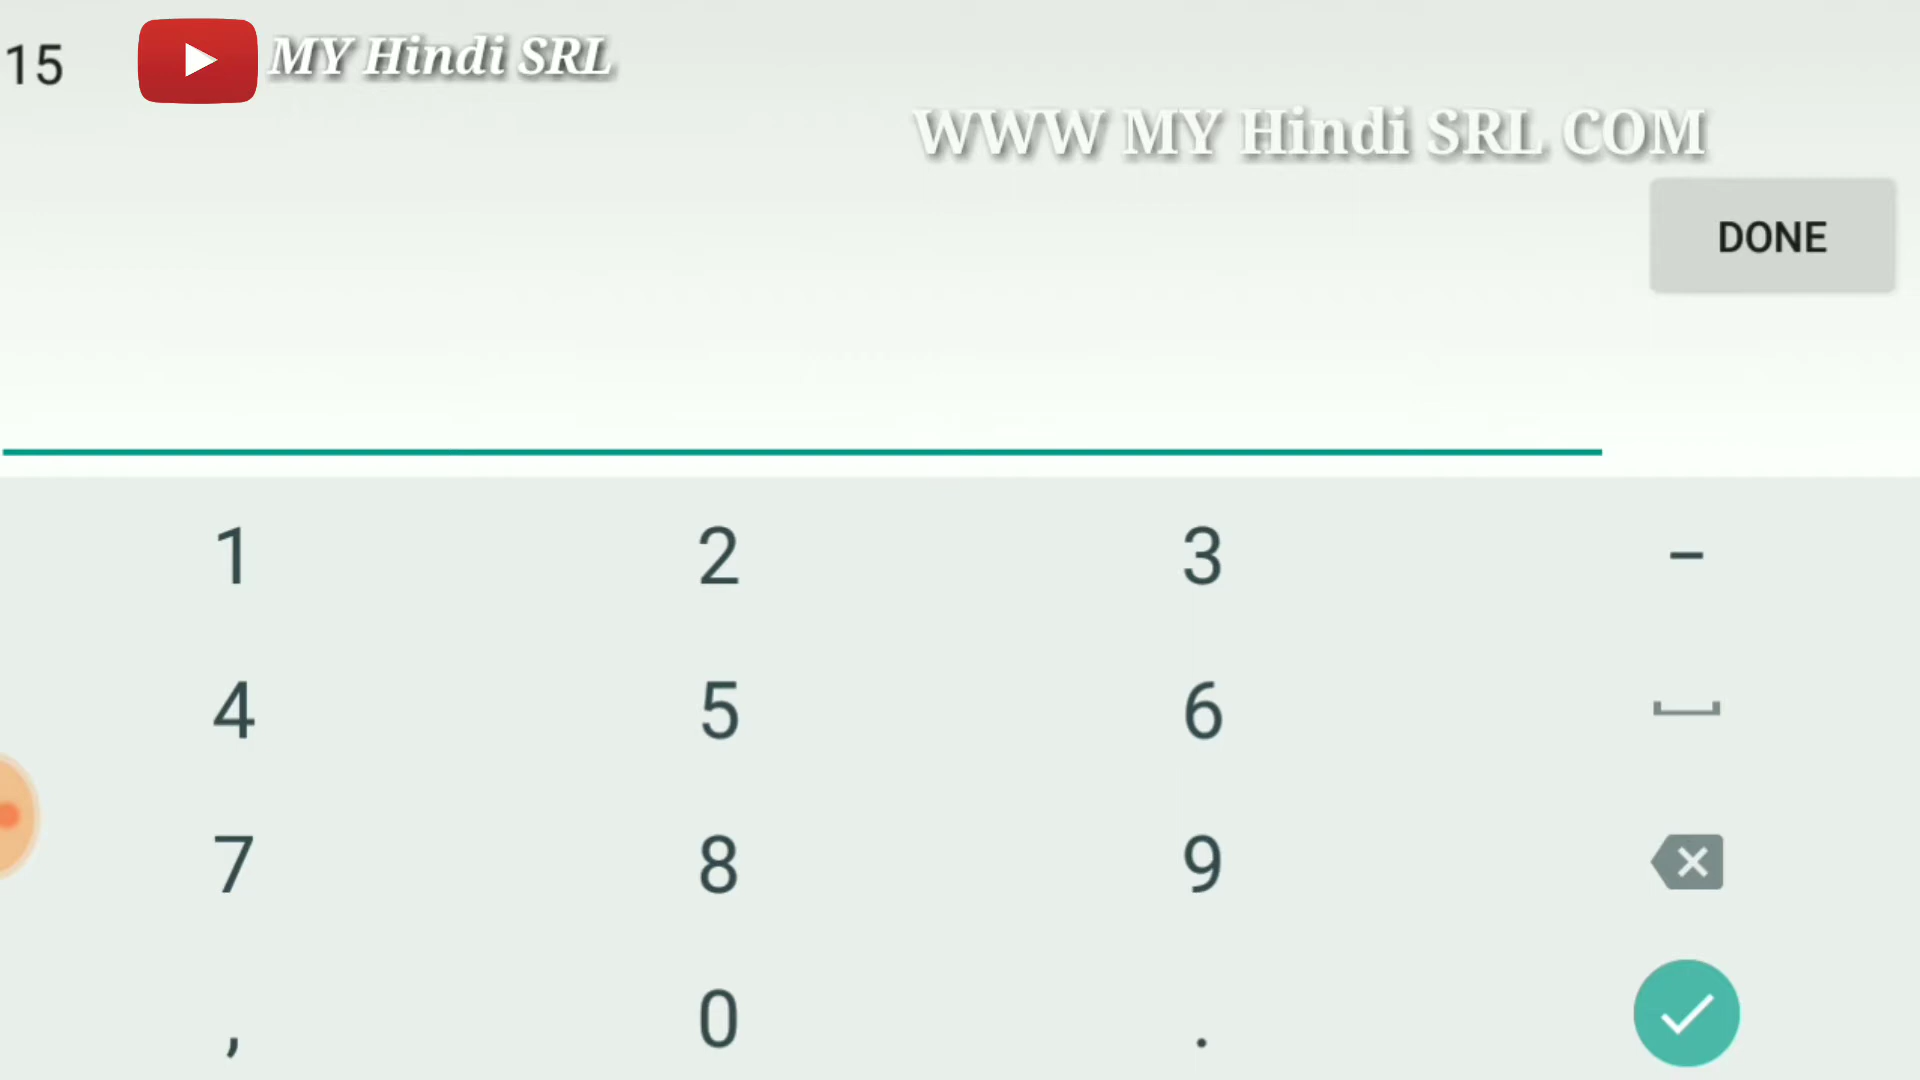 15
MY Hindi SRL
WWW MY Hindi SRL COM
DONE
1 2 3 –
4 5 6
7 8 9
, 0 .